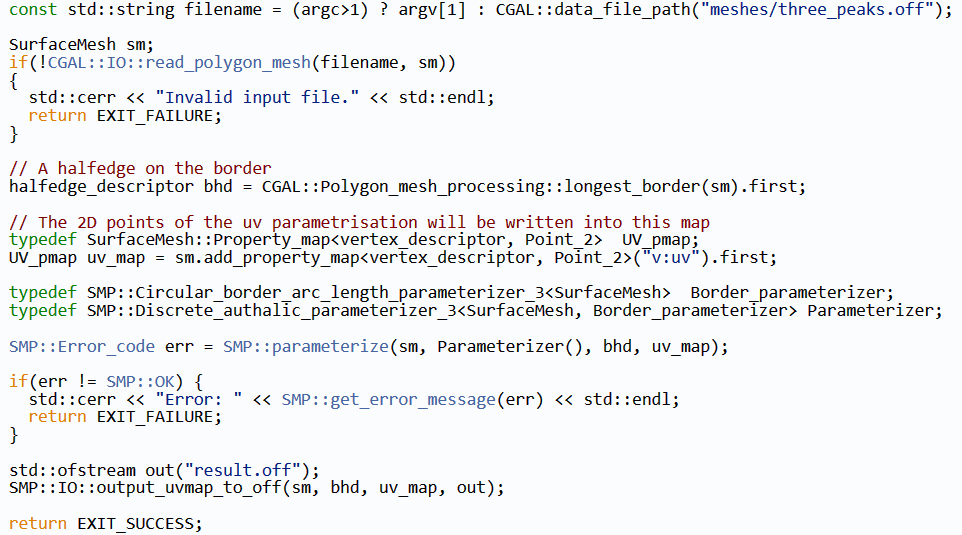 const std::string filename = (argc>1) ? argv[1] : CGAL::data_file_path("meshes/three_peaks.off");
SurfaceMesh sm;
if(!CGAL::IO::read_polygon_mesh(filename, sm))
{
std::cerr << "Invalid input file." << std::endl;
return EXIT_FAILURE;
}
// A halfedge on the border
halfedge_descriptor bhd = CGAL::Polygon_mesh_processing::longest_border(sm).first;
// The 2D points of the uv parametrisation will be written into this map
typedef SurfaceMesh::Property_map<vertex_descriptor, Point_2>  UV_pmap;
UV_pmap uv_map = sm.add_property_map<vertex_descriptor, Point_2>("v:uv").first;
typedef SMP::Circular_border_arc_length_parameterizer_3<SurfaceMesh>  Border_parameterizer;
typedef SMP::Discrete_authalic_parameterizer_3<SurfaceMesh, Border_parameterizer> Parameterizer;
SMP::Error_code err = SMP::parameterize(sm, Parameterizer(), bhd, uv_map);
if(err != SMP::OK) {
std::cerr << "Error: " << SMP::get_error_message(err) << std::endl;
return EXIT_FAILURE;
}
std::ofstream out("result.off");
SMP::IO::output_uvmap_to_off(sm, bhd, uv_map, out);
return EXIT_SUCCESS;